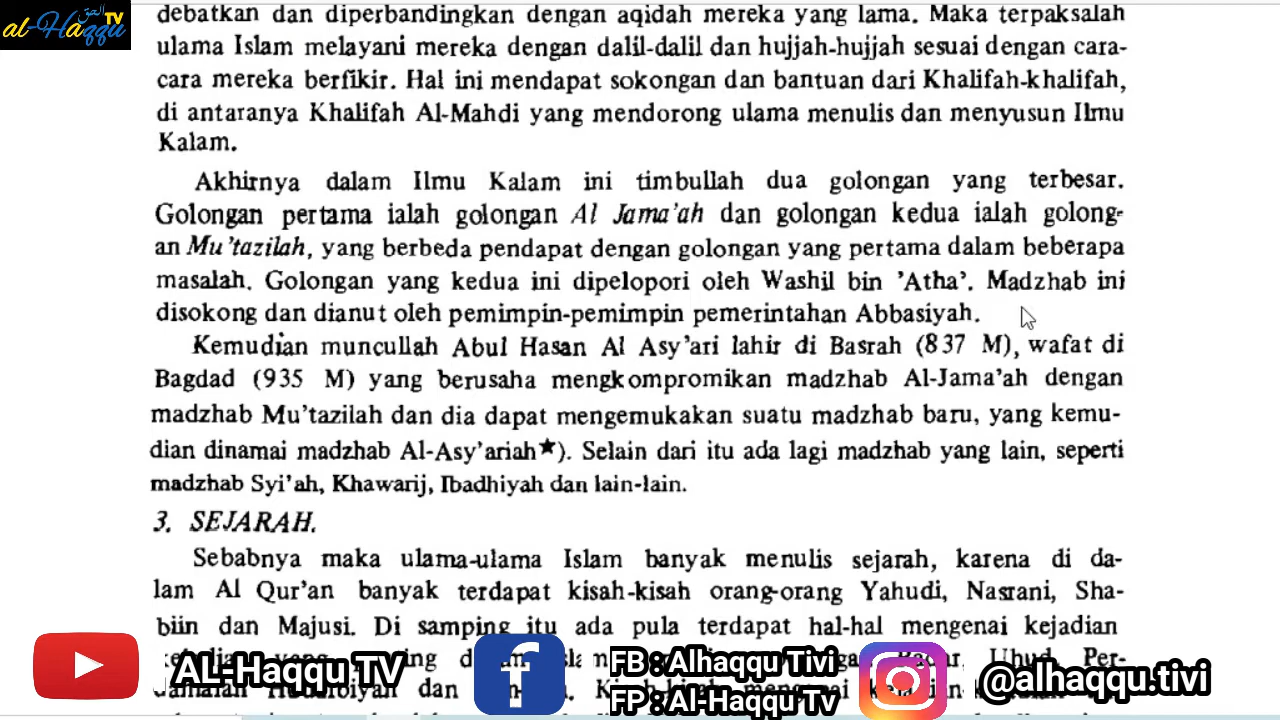 al-Haqqu TV
الحق
debatkan dan diperbandingkan dengan aqidah mereka yang lama. Maka terpaksalah
ulama Islam melayani mereka dengan dalil-dalil dan hujjah-hujjah sesuai dengan cara-
cara mereka berfikir. Hal ini mendapat sokongan dan bantuan dari Khalifah-khalifah,
di antaranya Khalifah Al-Mahdi yang mendorong ulama menulis dan menyusun Ilmu
Kalam.
Akhirnya dalam Ilmu Kalam ini timbullah dua golongan yang terbesar.
Golongan pertama ialah golongan Al Jama'ah dan golongan kedua ialah golong-
an Mu'tazilah, yang berbeda pendapat dengan golongan yang pertama dalam beberapa
masalah. Golongan yang kedua ini dipelopori oleh Washil bin 'Atha'. Madzhab ini
disokong dan dianut oleh pemimpin-pemimpin pemerintahan Abbasiyah.
Kemudian muncullah Abul Hasan Al Asy'ari lahir di Basrah (837 M), wafat di
Bagdad (935 M) yang berusaha mengkompromikan madzhab Al-Jama'ah dengan
madzhab Mu'tazilah dan dia dapat mengemukakan suatu madzhab baru, yang kemu-
dian dinamai madzhab Al-Asy'ariah★). Selain dari itu ada lagi madzhab yang lain, seperti
madzhab Syi'ah, Khawarij, Ibadhiyah dan lain-lain.
3. SEJARAH.
Sebabnya maka ulama-ulama Islam banyak menulis sejarah, karena di da-
lam Al Qur'an banyak terdapat kisah-kisah orang-orang Yahudi, Nasrani, Sha-
biin dan Majusi. Di samping itu ada pula terdapat hal-hal mengenai kejadian
Uhud, Per-
dan
AL-Haqqu TV
FB : Alhaqqu Tivi
FP : Al-Haqqu Tv
@alhaqqu.tivi